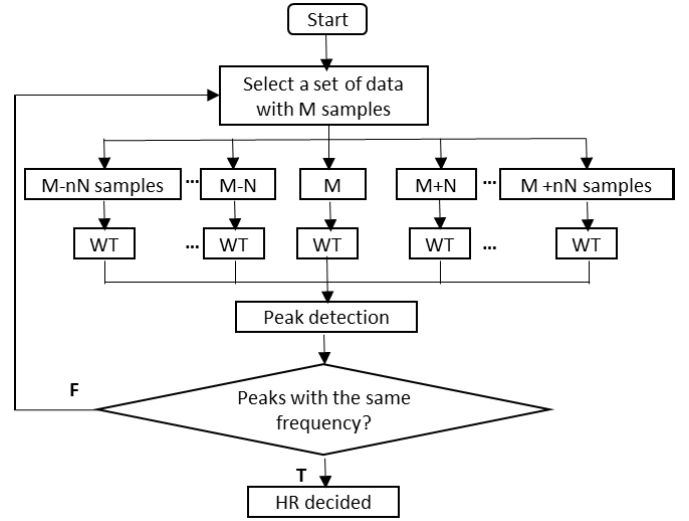 Start
Select a set of data
with M samples
M-nN samples ... M-N M M+N ... M +nN samples
WT ... WT WT WT ... WT
Peak detection
Peaks with the same
frequency?
F
T
HR decided